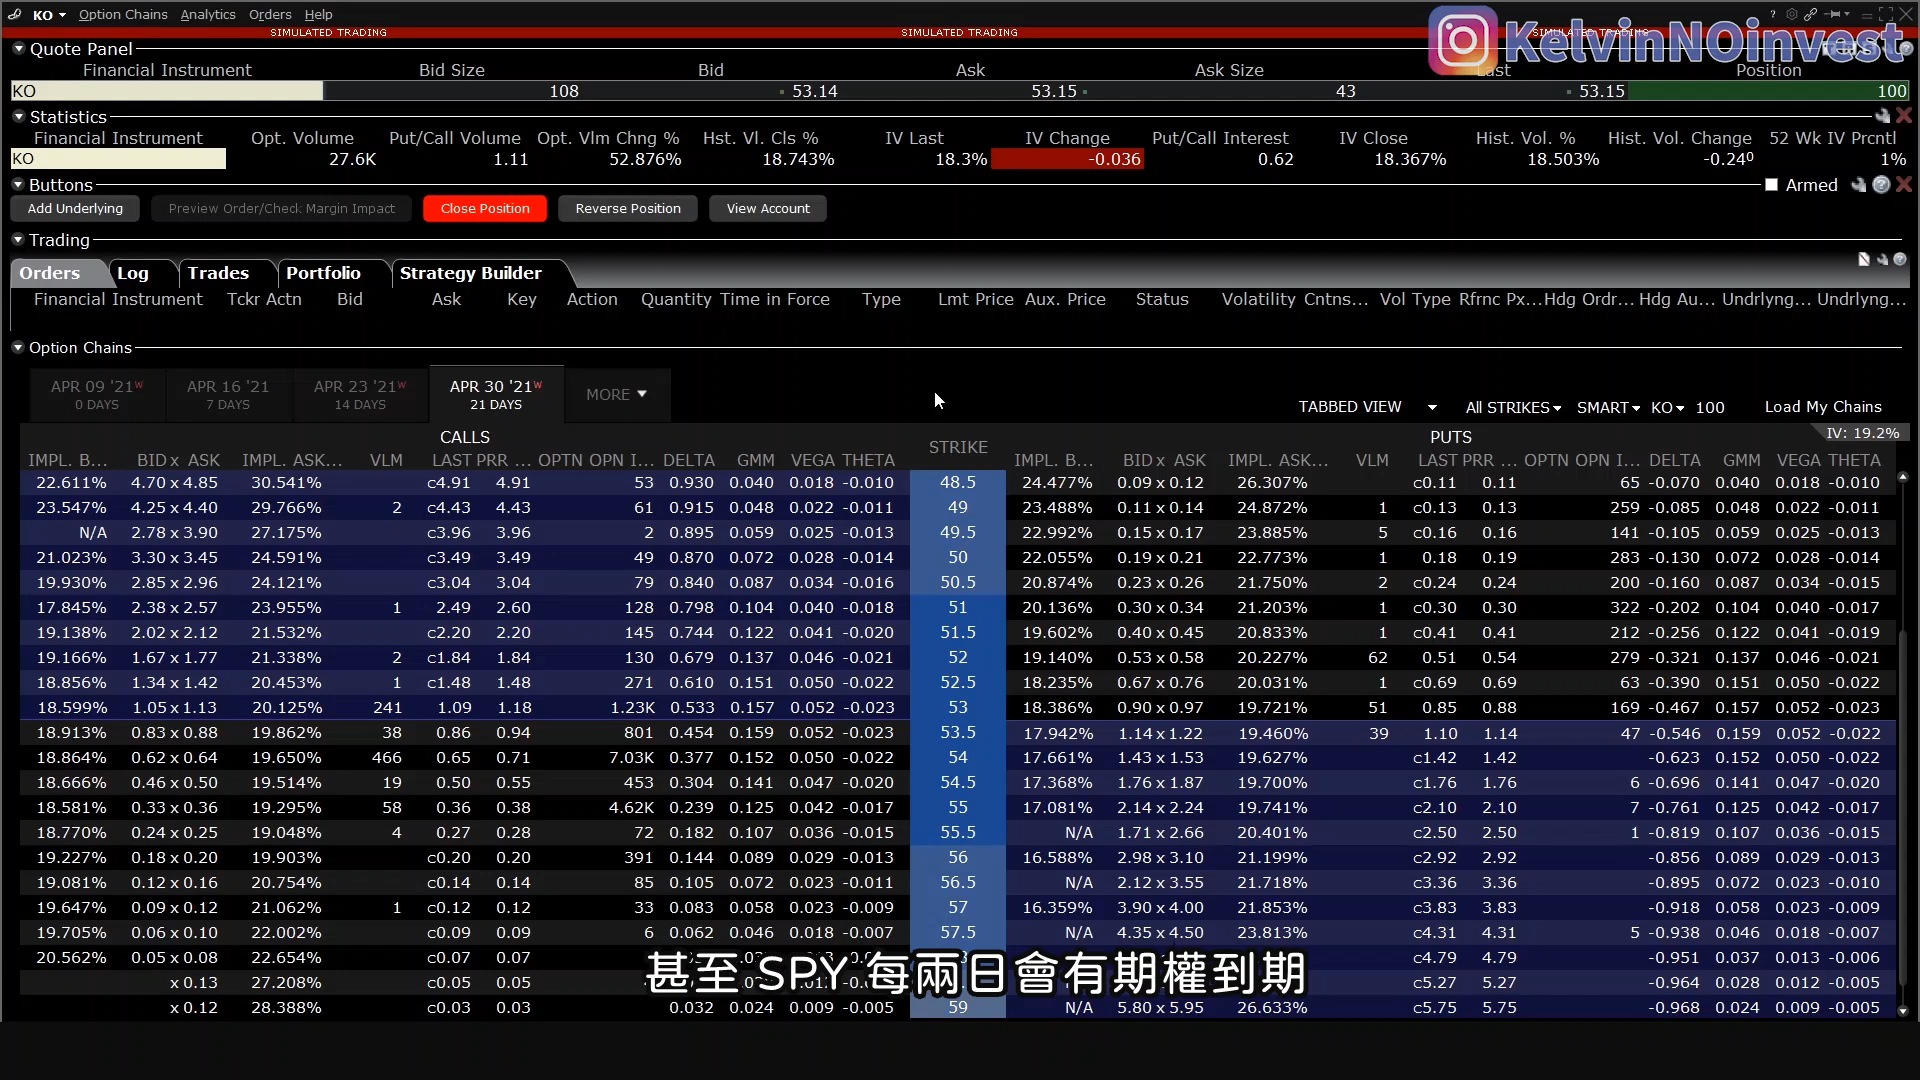 KO Option Chains Analytics Orders Help
SIMULATED TRADING SIMULATED TRADING SIMULATED TRADING
KelvinNOinvest
Quote Panel
Financial Instrument Bid Size Bid Ask Ask Size Last Position
KO 108 53.14 53.15 43 53.15 100
Statistics
Financial Instrument Opt. Volume Put/Call Volume Opt. Vlm Chng % Hst. Vl. Cls % IV Last IV Change Put/Call Interest IV Close Hist. Vol. % Hist. Vol. Change 52 Wk IV Prcntl
KO 27.6K 1.11 52.876% 18.743% 18.3% -0.036 0.62 18.367% 18.503% -0.240 1%
Buttons Armed
Add Underlying Preview Order/Check Margin Impact Close Position Reverse Position View Account
Trading
Orders Log Trades Portfolio Strategy Builder
Financial Instrument Tckr Actn Bid Ask Key Action Quantity Time in Force Type Lmt Price Aux. Price Status Volatility Cntns... Vol Type Rfrnc Px... Hdg Ordr... Hdg Au... Undrlyng... Undrlyng...
Option Chains
APR 09 '21W APR 16 '21 APR 23 '21W APR 30 '21W MORE
0 DAYS 7 DAYS 14 DAYS 21 DAYS
TABBED VIEW All STRIKES SMART KO 100 Load My Chains
IV: 19.2%
CALLS STRIKE PUTS
IMPL. B... BID x ASK IMPL. ASK... VLM LAST PRR ... OPTN OPN I... DELTA GMM VEGA THETA IMPL. B... BID x ASK IMPL. ASK... VLM LAST PRR ... OPTN OPN I... DELTA GMM VEGA THETA
22.611% 4.70 x 4.85 30.541% c4.91 4.91 53 0.930 0.040 0.018 -0.010 48.5 24.477% 0.09 x 0.12 26.307% c0.11 0.11 65 -0.070 0.040 0.018 -0.010
23.547% 4.25 x 4.40 29.766% 2 c4.43 4.43 61 0.915 0.048 0.022 -0.011 49 23.488% 0.11 x 0.14 24.872% 1 c0.13 0.13 259 -0.085 0.048 0.022 -0.011
N/A 2.78 x 3.90 27.175% c3.96 3.96 2 0.895 0.059 0.025 -0.013 49.5 22.992% 0.15 x 0.17 23.885% 5 c0.16 0.16 141 -0.105 0.059 0.025 -0.013
21.023% 3.30 x 3.45 24.591% c3.49 3.49 49 0.870 0.072 0.028 -0.014 50 22.055% 0.19 x 0.21 22.773% 1 0.18 0.19 283 -0.130 0.072 0.028 -0.014
19.930% 2.85 x 2.96 24.121% c3.04 3.04 79 0.840 0.087 0.034 -0.016 50.5 20.874% 0.23 x 0.26 21.750% 2 c0.24 0.24 200 -0.160 0.087 0.034 -0.015
17.845% 2.38 x 2.57 23.955% 1 2.49 2.60 128 0.798 0.104 0.040 -0.018 51 20.136% 0.30 x 0.34 21.203% 1 c0.30 0.30 322 -0.202 0.104 0.040 -0.017
19.138% 2.02 x 2.12 21.532% c2.20 2.20 145 0.744 0.122 0.041 -0.020 51.5 19.602% 0.40 x 0.45 20.833% 1 c0.41 0.41 212 -0.256 0.122 0.041 -0.019
19.166% 1.67 x 1.77 21.338% 2 c1.84 1.84 130 0.679 0.137 0.046 -0.021 52 19.140% 0.53 x 0.58 20.227% 62 0.51 0.54 279 -0.321 0.137 0.046 -0.021
18.856% 1.34 x 1.42 20.453% 1 c1.48 1.48 271 0.610 0.151 0.050 -0.022 52.5 18.235% 0.67 x 0.76 20.031% 1 c0.69 0.69 63 -0.390 0.151 0.050 -0.022
18.599% 1.05 x 1.13 20.125% 241 1.09 1.18 1.23K 0.533 0.157 0.052 -0.023 53 18.386% 0.90 x 0.97 19.721% 51 0.85 0.88 169 -0.467 0.157 0.052 -0.023
18.913% 0.83 x 0.88 19.862% 38 0.86 0.94 801 0.454 0.159 0.052 -0.023 53.5 17.942% 1.14 x 1.22 19.460% 39 1.10 1.14 47 -0.546 0.159 0.052 -0.022
18.864% 0.62 x 0.64 19.650% 466 0.65 0.71 7.03K 0.377 0.152 0.050 -0.022 54 17.661% 1.43 x 1.53 19.627% c1.42 1.42 -0.623 0.152 0.050 -0.022
18.666% 0.46 x 0.50 19.514% 19 0.50 0.55 453 0.304 0.141 0.047 -0.020 54.5 17.368% 1.76 x 1.87 19.700% c1.76 1.76 6 -0.696 0.141 0.047 -0.020
18.581% 0.33 x 0.36 19.295% 58 0.36 0.38 4.62K 0.239 0.125 0.042 -0.017 55 17.081% 2.14 x 2.24 19.741% c2.10 2.10 7 -0.761 0.125 0.042 -0.017
18.770% 0.24 x 0.25 19.048% 4 0.27 0.28 72 0.182 0.107 0.036 -0.015 55.5 N/A 1.71 x 2.66 20.401% c2.50 2.50 1 -0.819 0.107 0.036 -0.015
19.227% 0.18 x 0.20 19.903% c0.20 0.20 391 0.144 0.089 0.029 -0.013 56 16.588% 2.98 x 3.10 21.199% c2.92 2.92 -0.856 0.089 0.029 -0.013
19.081% 0.12 x 0.16 20.754% c0.14 0.14 85 0.105 0.072 0.023 -0.011 56.5 N/A 2.12 x 3.55 21.718% c3.36 3.36 -0.895 0.072 0.023 -0.010
19.647% 0.09 x 0.12 21.062% 1 c0.12 0.12 33 0.083 0.058 0.023 -0.009 57 16.359% 3.90 x 4.00 21.853% c3.83 3.83 -0.918 0.058 0.023 -0.009
19.705% 0.06 x 0.10 22.002% c0.09 0.09 6 0.062 0.046 0.018 -0.007 57.5 N/A 4.35 x 4.50 23.813% c4.31 4.31 5 -0.938 0.046 0.018 -0.007
20.562% 0.05 x 0.08 22.654% c0.07 0.07 c4.79 4.79 -0.951 0.037 0.013 -0.006
x 0.13 27.208% c0.05 0.05 c5.27 5.27 -0.964 0.028 0.012 -0.005
x 0.12 28.388% c0.03 0.03 0.032 0.024 0.009 -0.005 59 N/A 5.80 x 5.95 26.633% c5.75 5.75 -0.968 0.024 0.009 -0.005
甚至 SPY 每兩日會有期權到期